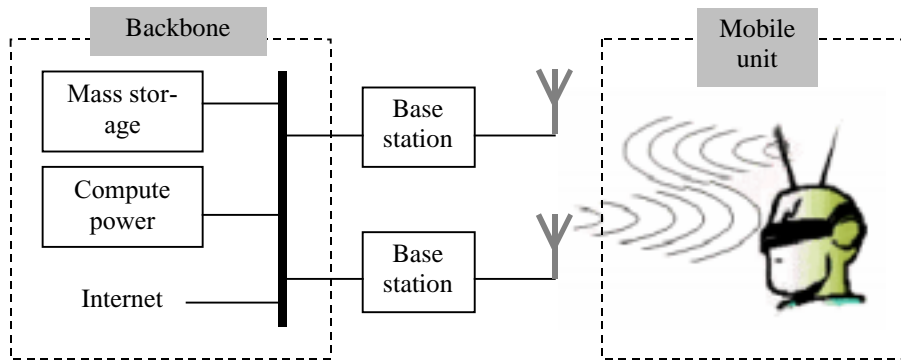 Backbone
Mass stor-
age
Compute
power
Internet
Base
station
Base
station
Mobile
unit